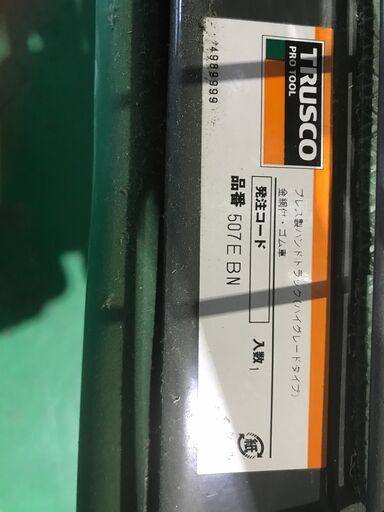 TRUSCO
PRO TOOL
プレス製ハンドトラック(ハイグレードタイプ)
金網付・ゴム車
発注コード
入数 1
品番 507EBN
4989999
紙